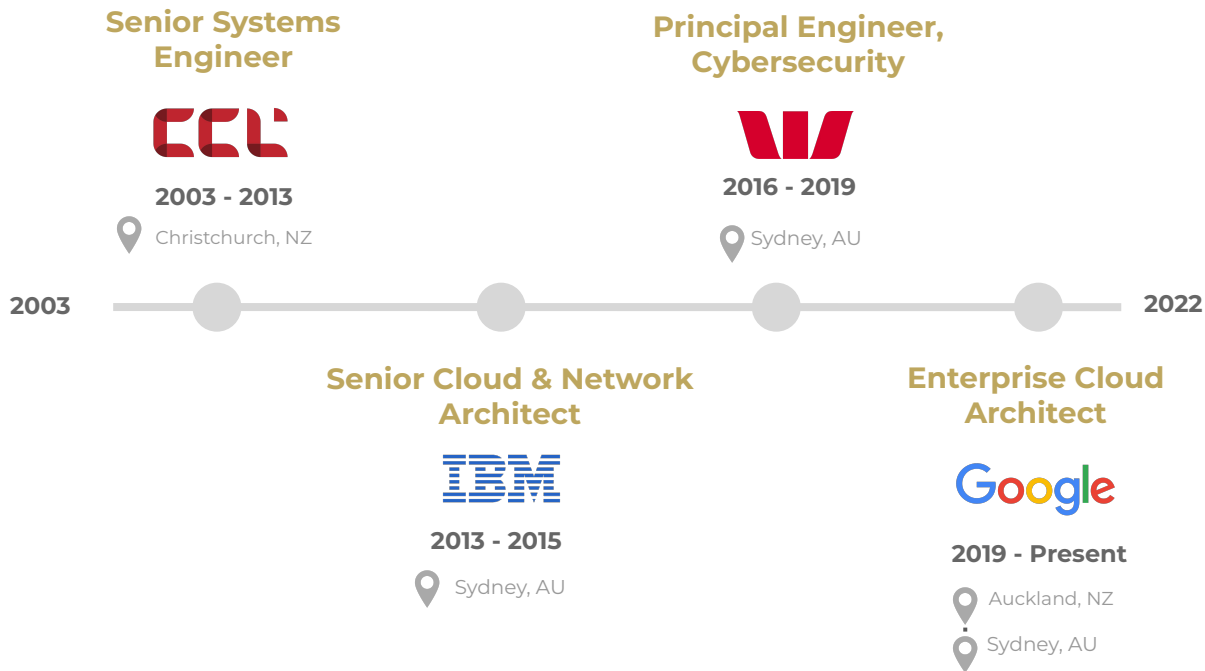 Senior Systems
Engineer
CCL
2003 - 2013
Christchurch, NZ
Principal Engineer,
Cybersecurity
2016 - 2019
Sydney, AU
2003
2022
Senior Cloud & Network
Architect
IBM
2013 - 2015
Sydney, AU
Enterprise Cloud
Architect
Google
2019 - Present
Auckland, NZ
Sydney, AU